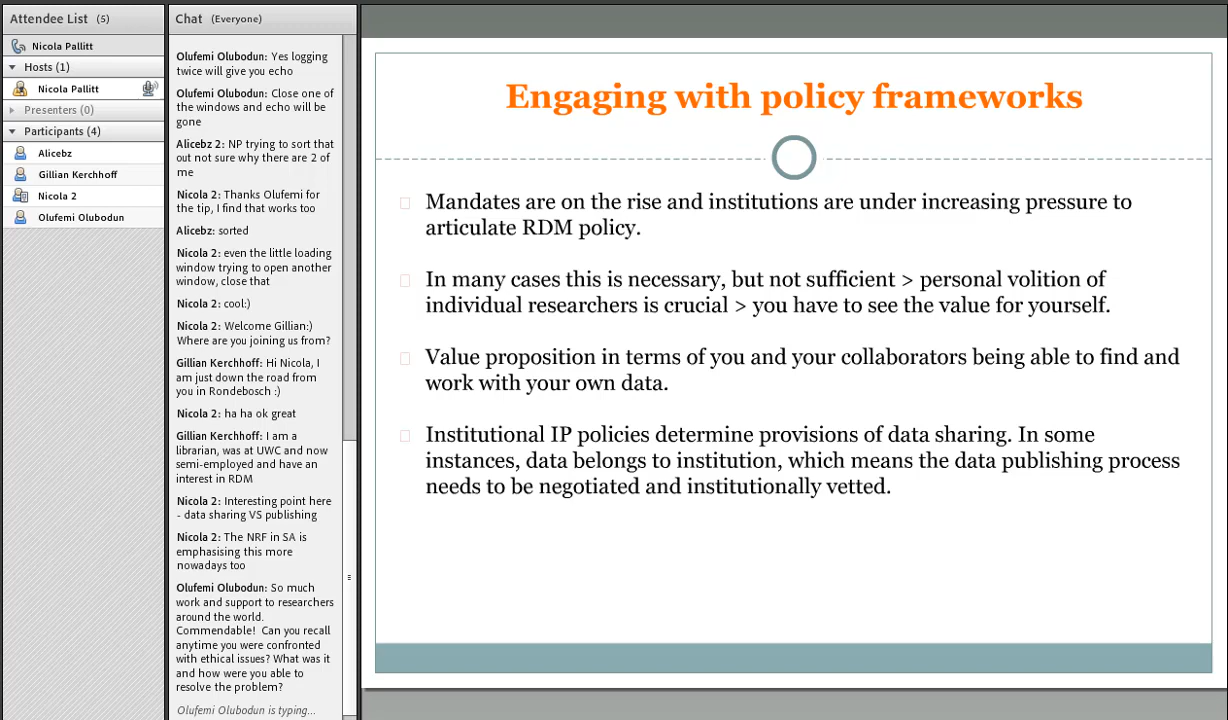 Attendee List (5)
Nicola Pallitt
Hosts (1)
Nicola Pallitt
Presenters (0)
Participants (4)
Alicebz
Gillian Kerchhoff
Nicola 2
Olufemi Olubodun
Chat (Everyone)
Olufemi Olubodun: Yes logging
twice will give you echo
Olufemi Olubodun: Close one of
the windows and echo will be
gone
Alicebz 2: NP trying to sort that
out not sure why there are 2 of
me
Nicola 2: Thanks Olufemi for
the tip, I find that works too
Alicebz: sorted
Nicola 2: even the little loading
window trying to open another
window, close that
Nicola 2: cool:)
Nicola 2: Welcome Gillian:)
Where are you joining us from?
Gillian Kerchhoff: Hi Nicola, I
am just down the road from
you in Rondebosch :)
Nicola 2: ha ha ok great
Gillian Kerchhoff: I am a
librarian, was at UWC and now
semi-employed and have an
interest in RDM
Nicola 2: Interesting point here
- data sharing VS publishing
Nicola 2: The NRF in SA is
emphasising this more
nowadays too
Olufemi Olubodun: So much
work and support to researchers
around the world.
Commendable! Can you recall
anytime you were confronted
with ethical issues? What was it
and how were you able to
resolve the problem?
Olufemi Olubodun is typing...
Engaging with policy frameworks
Mandates are on the rise and institutions are under increasing pressure to
articulate RDM policy.
In many cases this is necessary, but not sufficient > personal volition of
individual researchers is crucial > you have to see the value for yourself.
Value proposition in terms of you and your collaborators being able to find and
work with your own data.
Institutional IP policies determine provisions of data sharing. In some
instances, data belongs to institution, which means the data publishing process
needs to be negotiated and institutionally vetted.